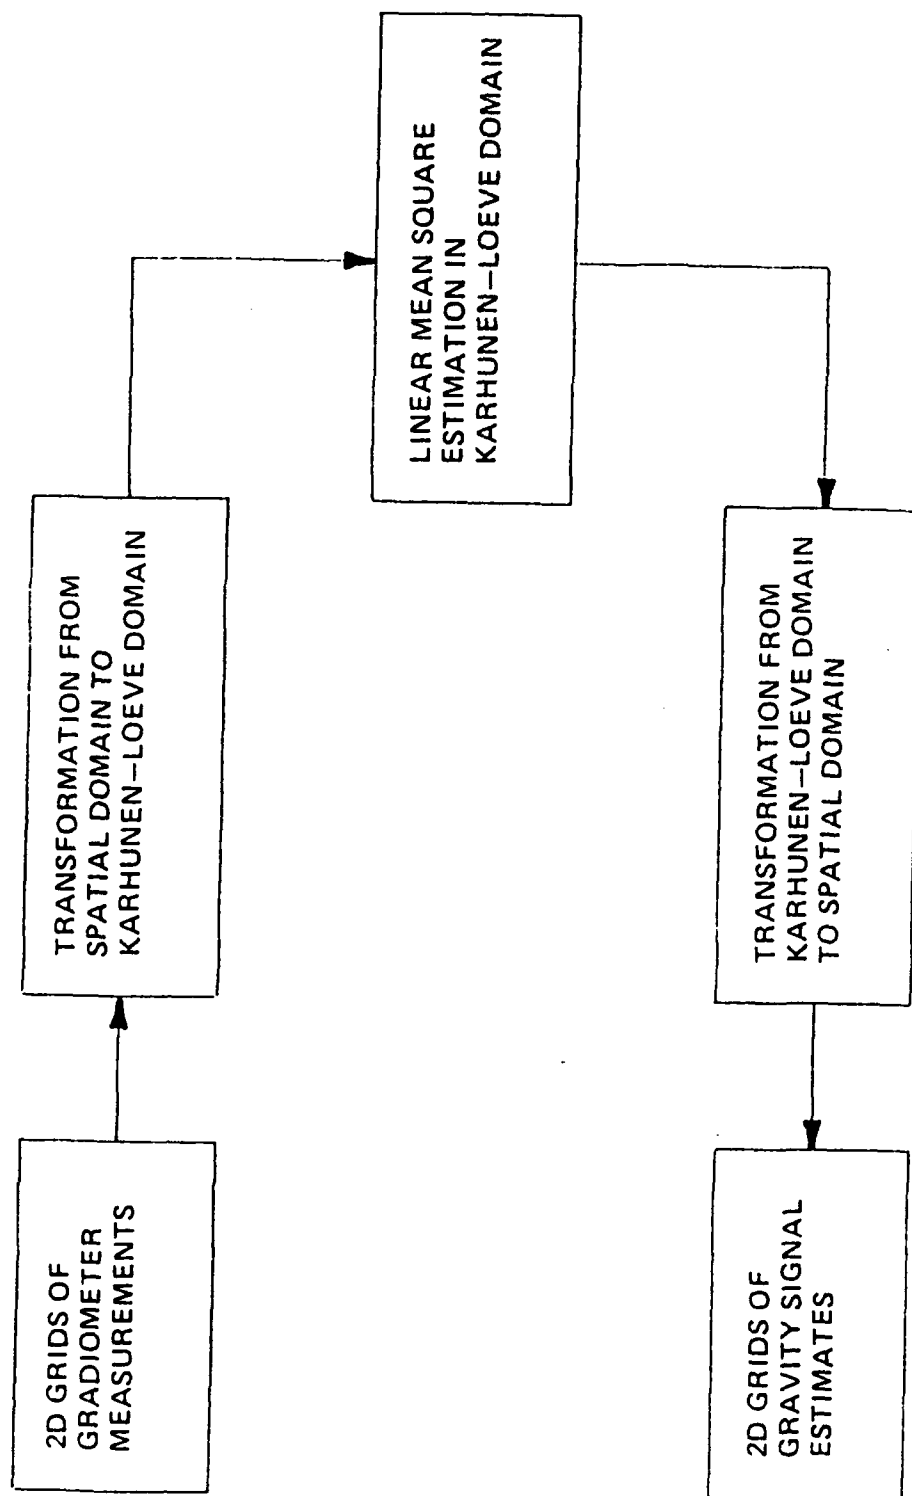 2D GRIDS OF
GRADIOMETER
MEASUREMENTS
TRANSFORMATION FROM
SPATIAL DOMAIN TO
KARHUNEN–LOEVE DOMAIN
LINEAR MEAN SQUARE
ESTIMATION IN
KARHUNEN–LOEVE DOMAIN
TRANSFORMATION FROM
KARHUNEN–LOEVE DOMAIN
TO SPATIAL DOMAIN
2D GRIDS OF
GRAVITY SIGNAL
ESTIMATES